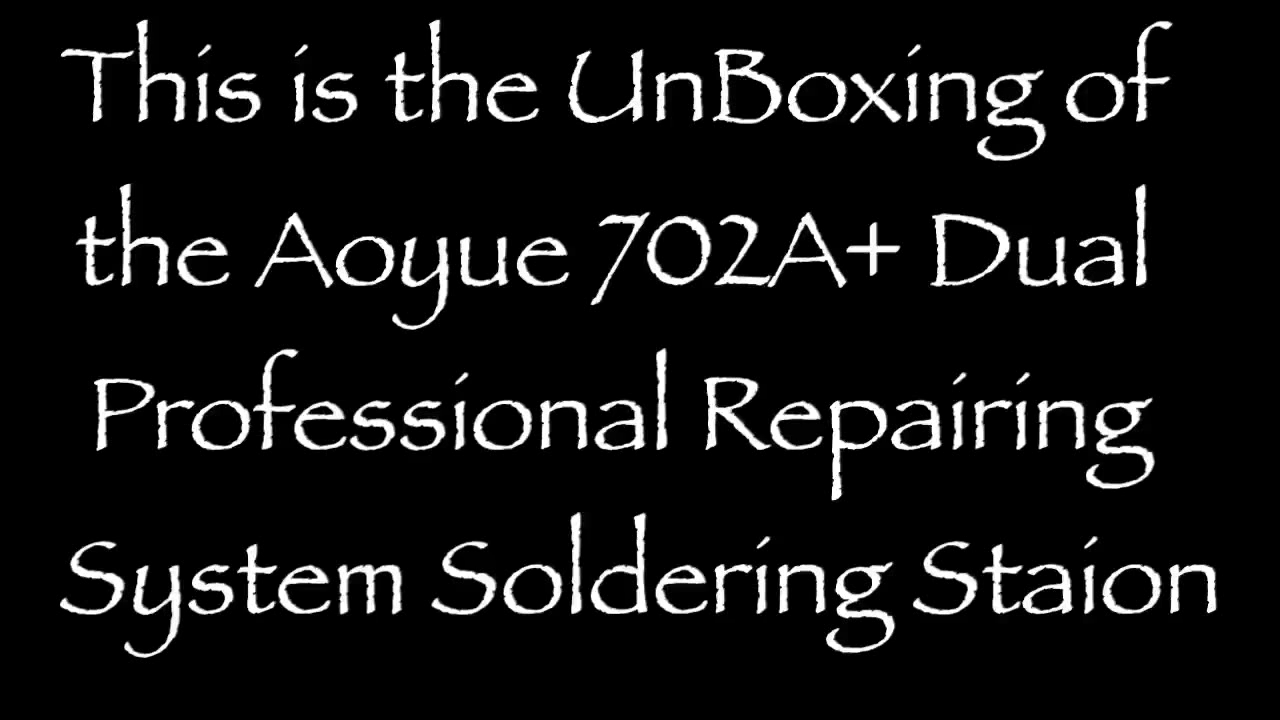 This is the UnBoxing of
the Aoyue 702A+ Dual
Professional Repairing
System Soldering Staion